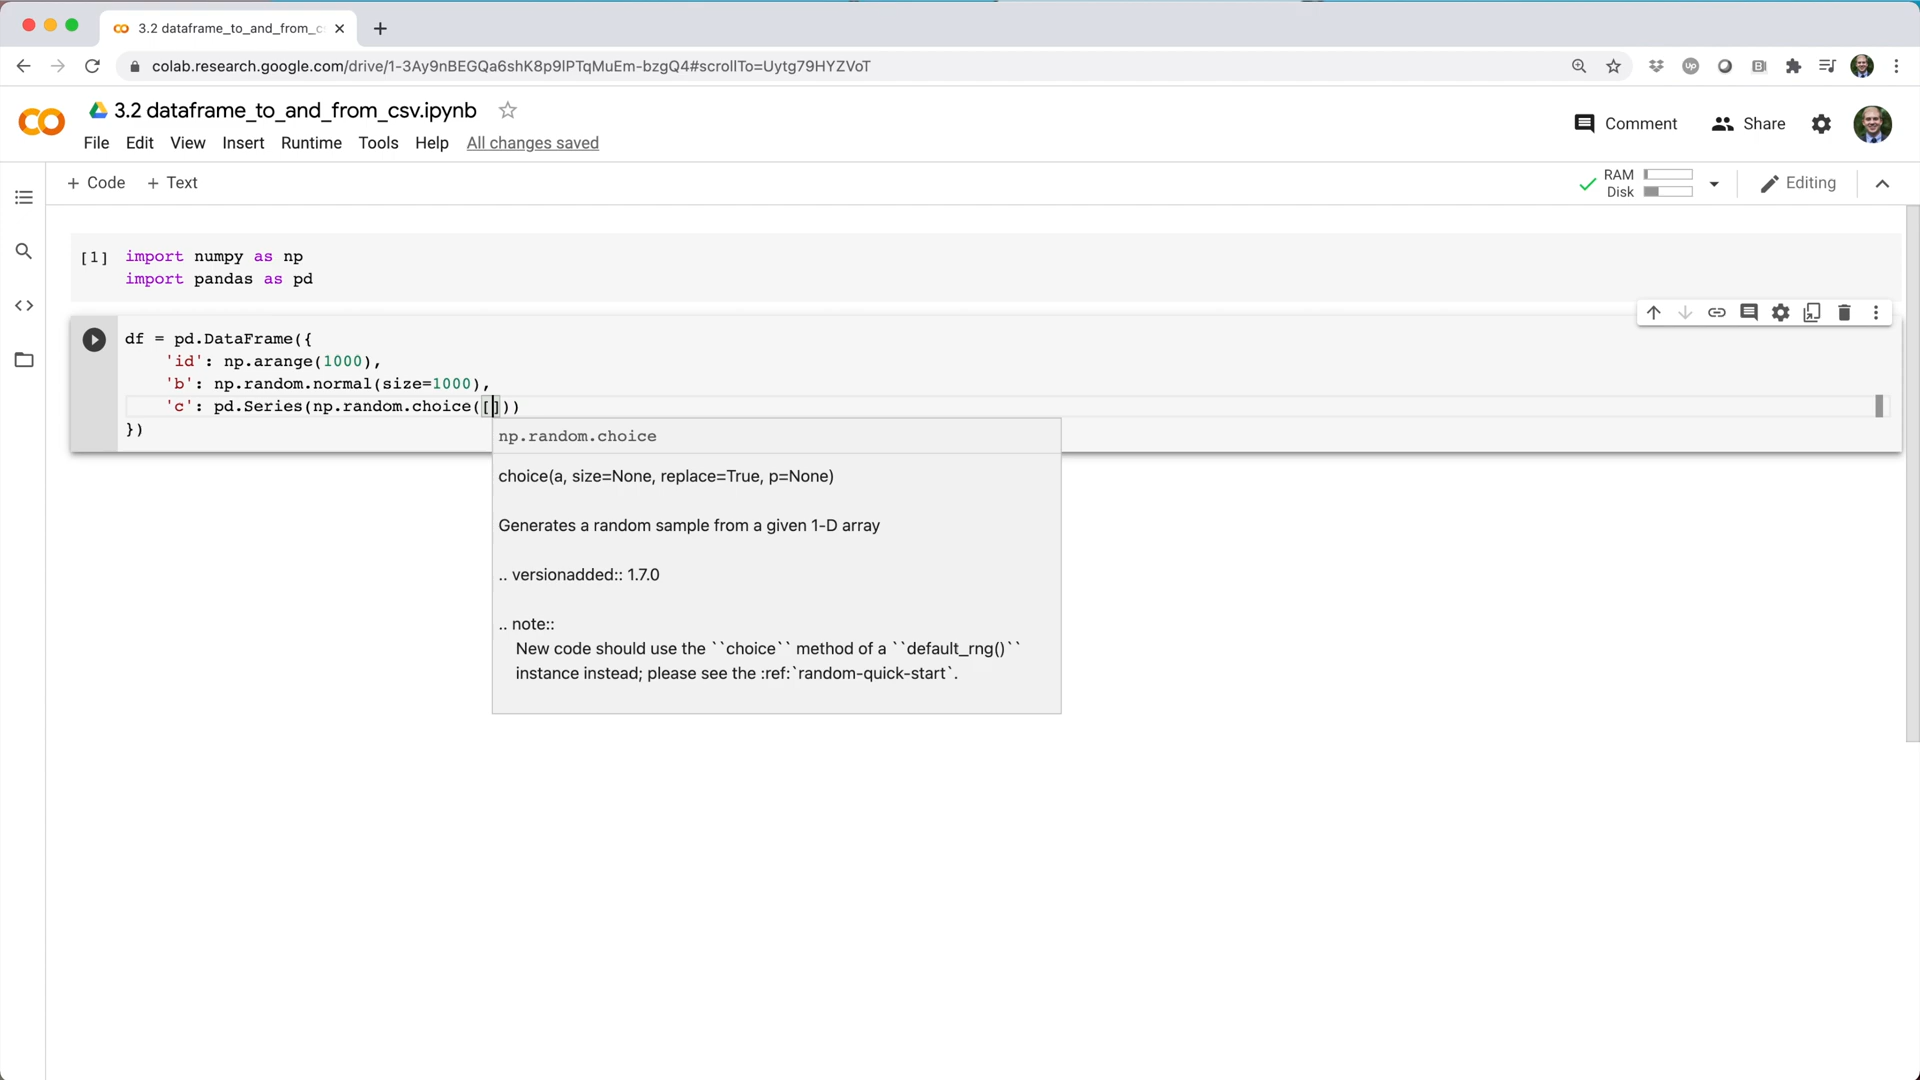 3.2 dataframe_to_and_from_c
colab.research.google.com/drive/1-3Ay9nBEGQa6shK8p9IPTqMuEm-bzgQ4#scrollTo=Uytg79HYZVoT
3.2 dataframe_to_and_from_csv.ipynb
Comment
Share
File Edit View Insert Runtime Tools Help All changes saved
+ Code + Text
RAM
Disk
Editing
[1] import numpy as np
import pandas as pd
df = pd.DataFrame({
'id': np.arange(1000),
'b': np.random.normal(size=1000),
'c': pd.Series(np.random.choice([]))
})
np.random.choice
choice(a, size=None, replace=True, p=None)
Generates a random sample from a given 1-D array
.. versionadded:: 1.7.0
.. note::
New code should use the ``choice`` method of a ``default_rng()``
instance instead; please see the :ref:`random-quick-start`.